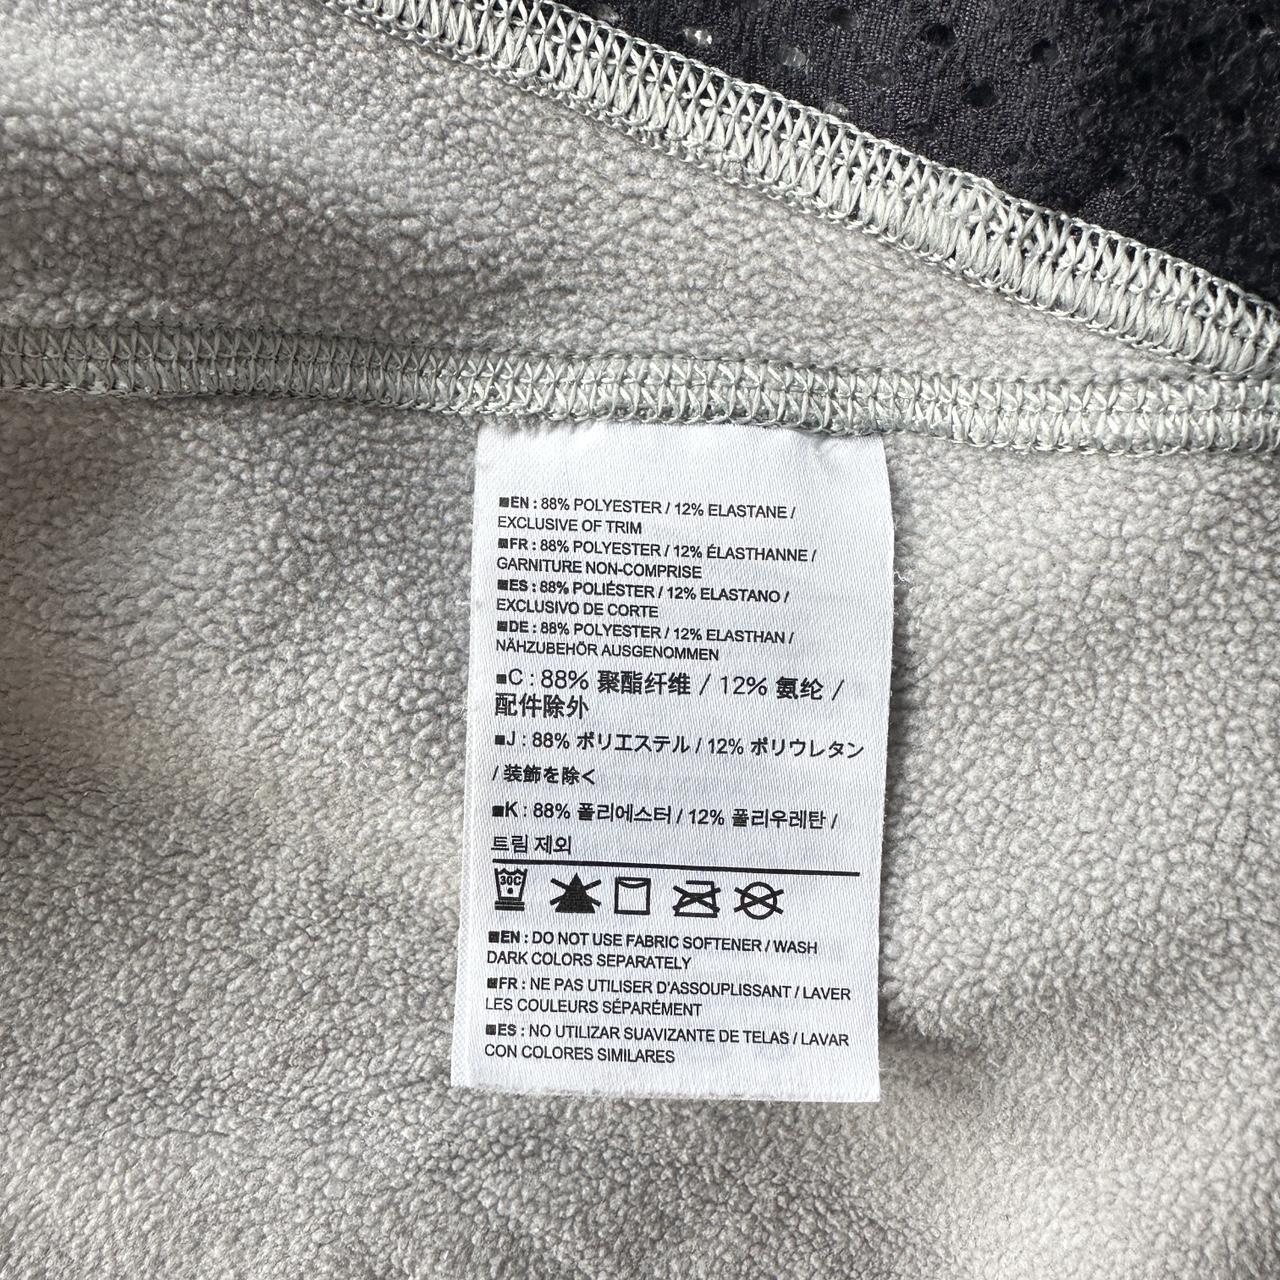 ■EN : 88% POLYESTER / 12% ELASTANE /
EXCLUSIVE OF TRIM
■FR : 88% POLYESTER / 12% ÉLASTHANNE /
GARNITURE NON-COMPRISE
■ES : 88% POLIÉSTER / 12% ELASTANO /
EXCLUSIVO DE CORTE
■DE : 88% POLYESTER / 12% ELASTHAN /
NÄHZUBEHÖR AUSGENOMMEN
■C : 88% 聚酯纤维 / 12% 氨纶 /
配件除外
■J : 88% ポリエステル / 12% ポリウレタン
/ 装飾を除く
■K : 88% 폴리에스터 / 12% 폴리우레탄 /
트림 제외
30C
■EN : DO NOT USE FABRIC SOFTENER / WASH
DARK COLORS SEPARATELY
■FR : NE PAS UTILISER D'ASSOUPLISSANT / LAVER
LES COULEURS SÉPARÉMENT
■ES : NO UTILIZAR SUAVIZANTE DE TELAS / LAVAR
CON COLORES SIMILARES